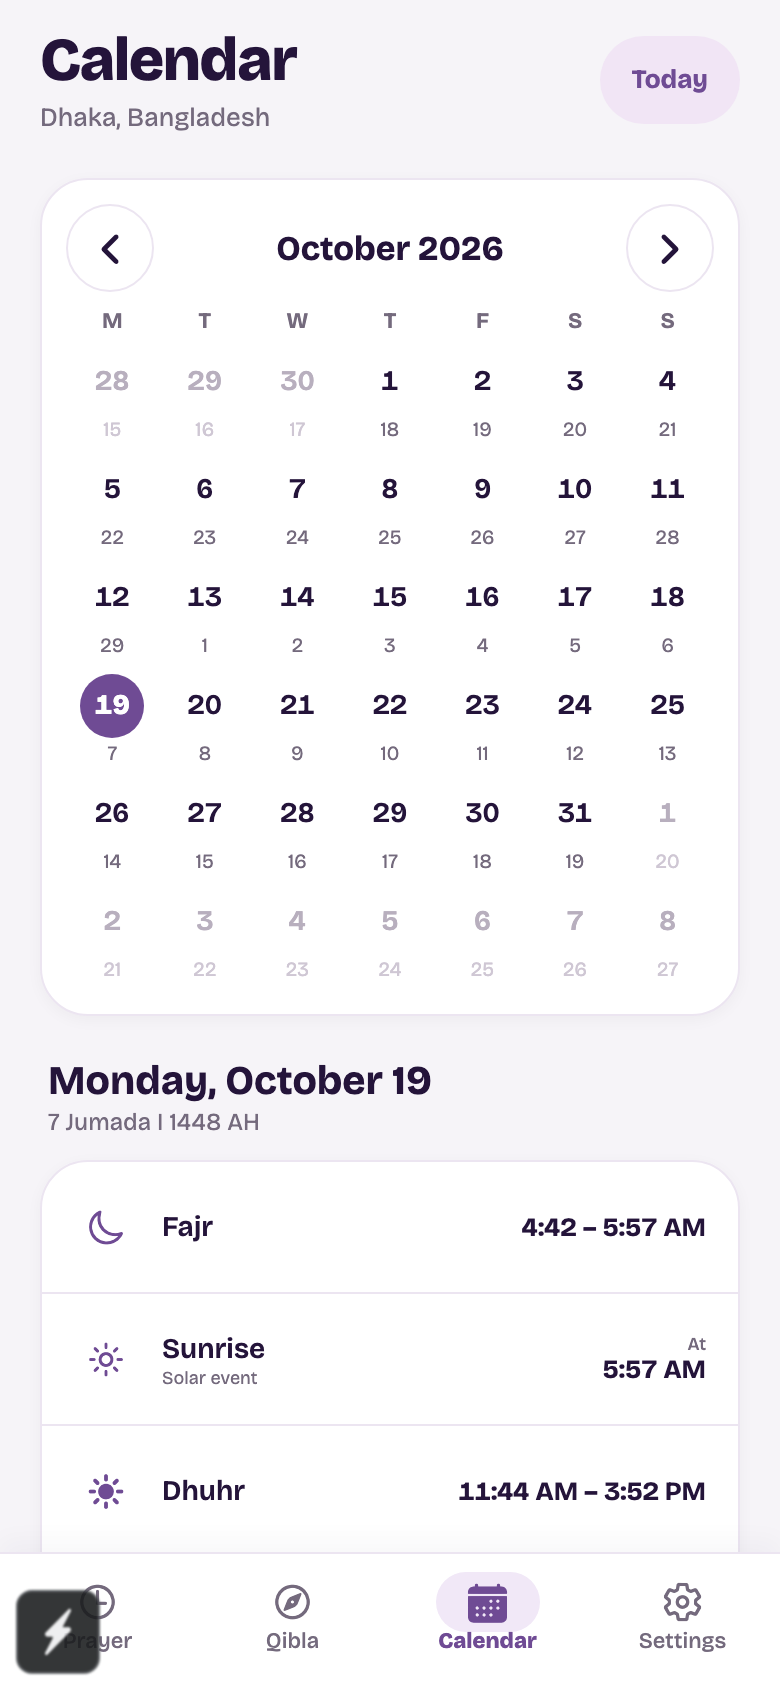 Calendar
Dhaka, Bangladesh
Today
October 2026
M T W T F S S
28 29 30 1 2 3 4
15 16 17 18 19 20 21
5 6 7 8 9 10 11
22 23 24 25 26 27 28
12 13 14 15 16 17 18
29 1 2 3 4 5 6
19 20 21 22 23 24 25
7 8 9 10 11 12 13
26 27 28 29 30 31 1
14 15 16 17 18 19 20
2 3 4 5 6 7 8
21 22 23 24 25 26 27
Monday, October 19
7 Jumada I 1448 AH
Fajr 4:42 – 5:57 AM
Sunrise
Solar event
At
5:57 AM
Dhuhr 11:44 AM – 3:52 PM
Prayer Qibla Calendar Settings